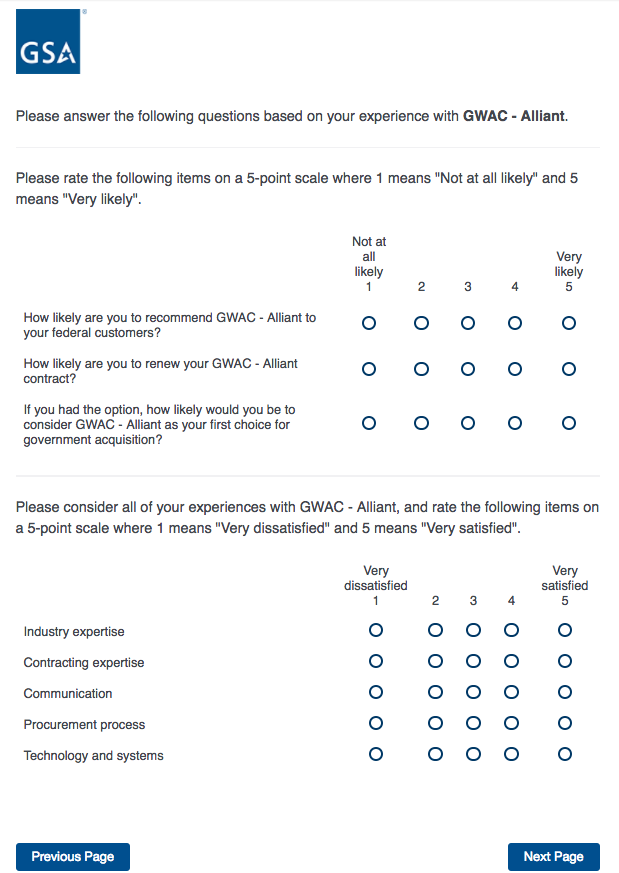 GSA®
Please answer the following questions based on your experience with GWAC - Alliant.
Please rate the following items on a 5-point scale where 1 means "Not at all likely" and 5
means "Very likely".
Not at
all
likely
1 2 3 4
Very
likely
5
How likely are you to recommend GWAC - Alliant to
your federal customers?
How likely are you to renew your GWAC - Alliant
contract?
If you had the option, how likely would you be to
consider GWAC - Alliant as your first choice for
government acquisition?
Please consider all of your experiences with GWAC - Alliant, and rate the following items on
a 5-point scale where 1 means "Very dissatisfied" and 5 means "Very satisfied".
Very
dissatisfied
1 2 3 4
Very
satisfied
5
Industry expertise
Contracting expertise
Communication
Procurement process
Technology and systems
Previous Page
Next Page